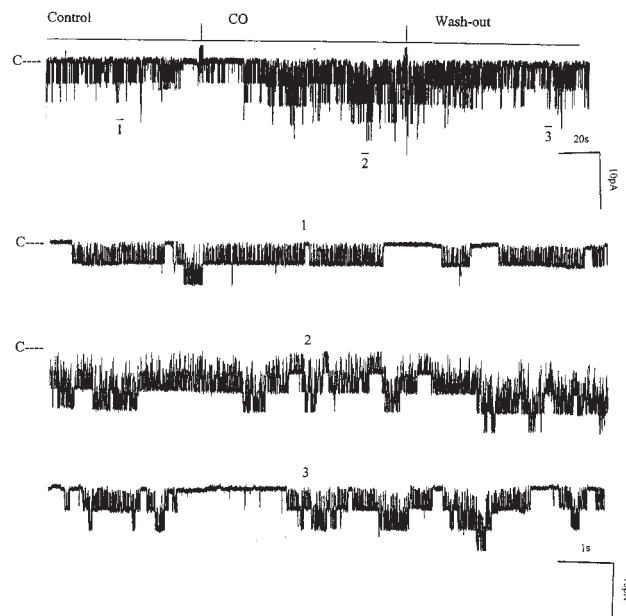 Control CO Wash-out
C----
1
2
3
20s
10pA
1
C----
2
C----
3
1s